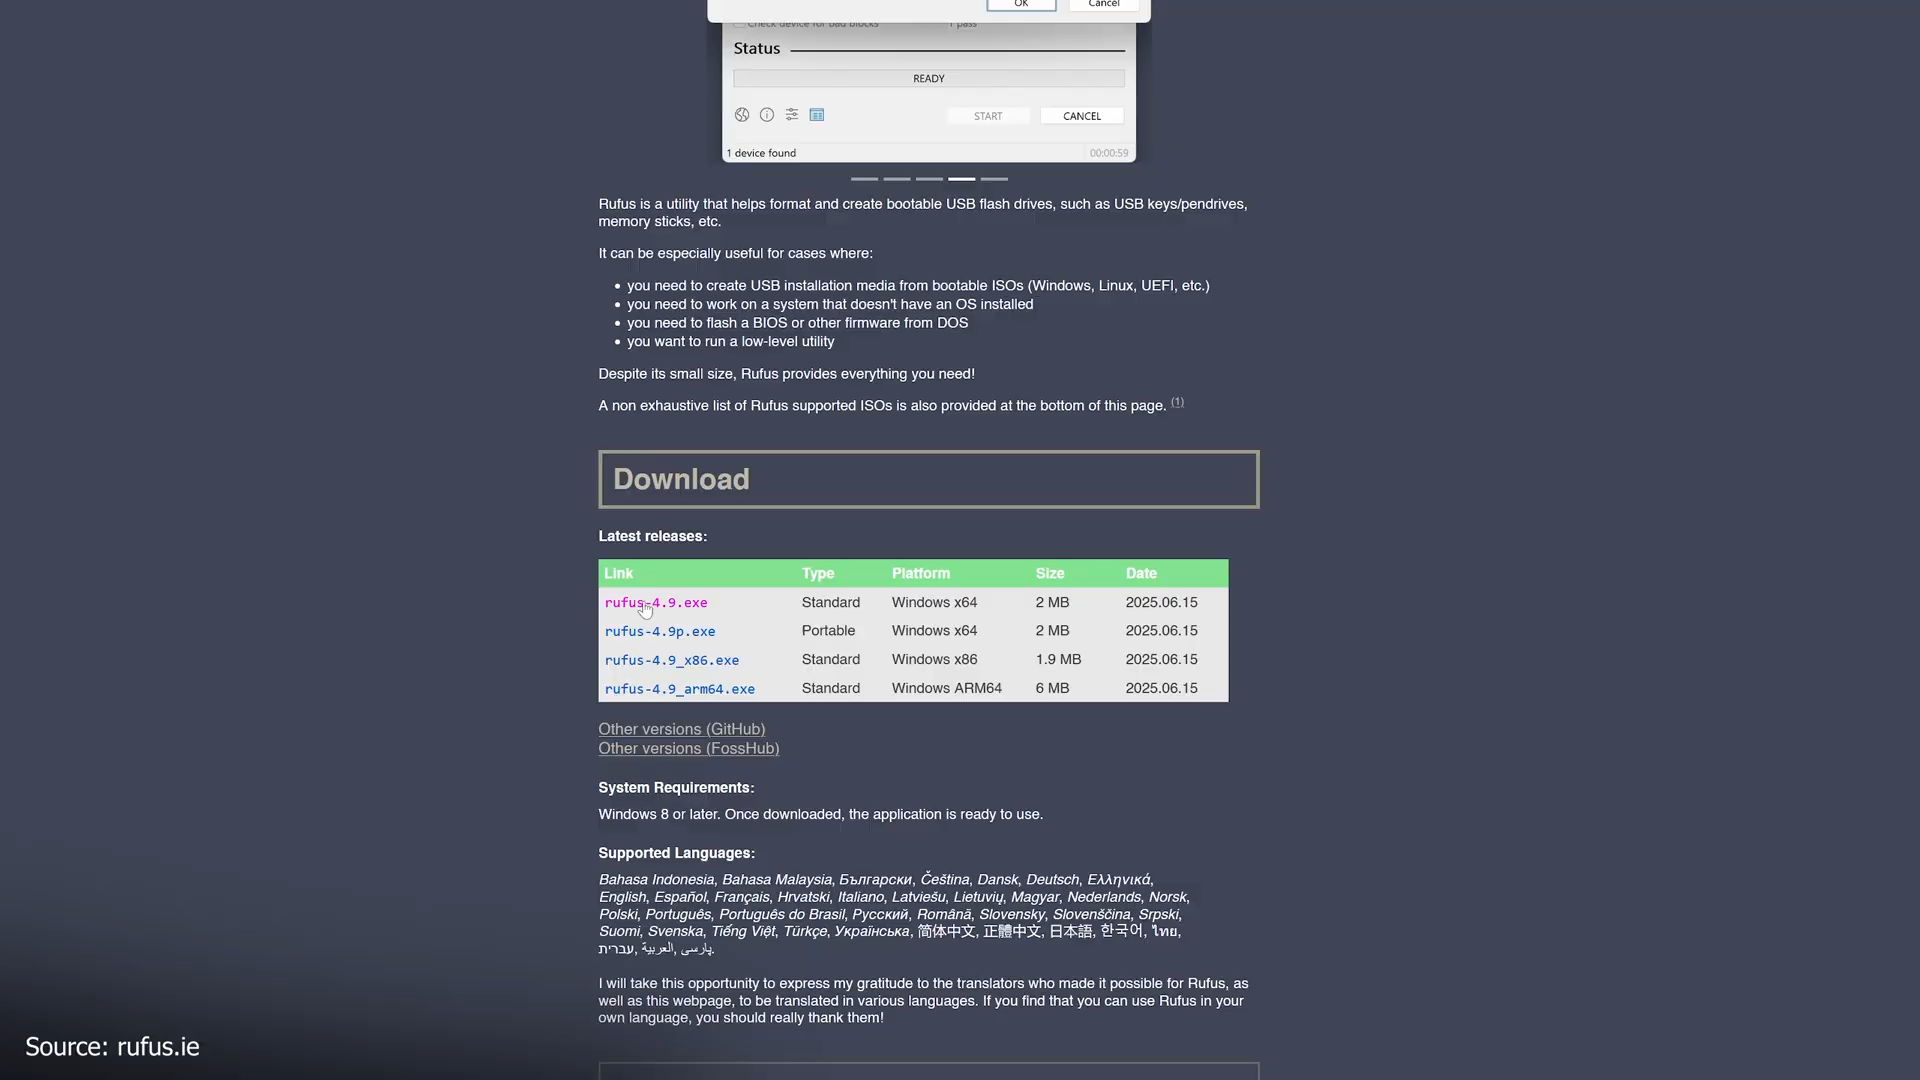 OK Cancel
Check device for bad blocks 1 pass
Status
READY
START CANCEL
1 device found 00:00:59
Rufus is a utility that helps format and create bootable USB flash drives, such as USB keys/pendrives,
memory sticks, etc.
It can be especially useful for cases where:
you need to create USB installation media from bootable ISOs (Windows, Linux, UEFI, etc.)
you need to work on a system that doesn't have an OS installed
you need to flash a BIOS or other firmware from DOS
you want to run a low-level utility
Despite its small size, Rufus provides everything you need!
A non exhaustive list of Rufus supported ISOs is also provided at the bottom of this page. (1)
Download
Latest releases:
Link Type Platform Size Date
rufus-4.9.exe Standard Windows x64 2 MB 2025.06.15
rufus-4.9p.exe Portable Windows x64 2 MB 2025.06.15
rufus-4.9_x86.exe Standard Windows x86 1.9 MB 2025.06.15
rufus-4.9_arm64.exe Standard Windows ARM64 6 MB 2025.06.15
Other versions (GitHub)
Other versions (FossHub)
System Requirements:
Windows 8 or later. Once downloaded, the application is ready to use.
Supported Languages:
Bahasa Indonesia, Bahasa Malaysia, Български, Čeština, Dansk, Deutsch, Ελληνικά,
English, Español, Français, Hrvatski, Italiano, Latviešu, Lietuvių, Magyar, Nederlands, Norsk,
Polski, Português, Português do Brasil, Русский, Română, Slovensky, Slovenščina, Srpski,
Suomi, Svenska, Tiếng Việt, Türkçe, Українська, 简体中文, 正體中文, 日本語, 한국어, ไทย,
עברית, العربية, پارسی.
I will take this opportunity to express my gratitude to the translators who made it possible for Rufus, as
well as this webpage, to be translated in various languages. If you find that you can use Rufus in your
own language, you should really thank them!
Source: rufus.ie